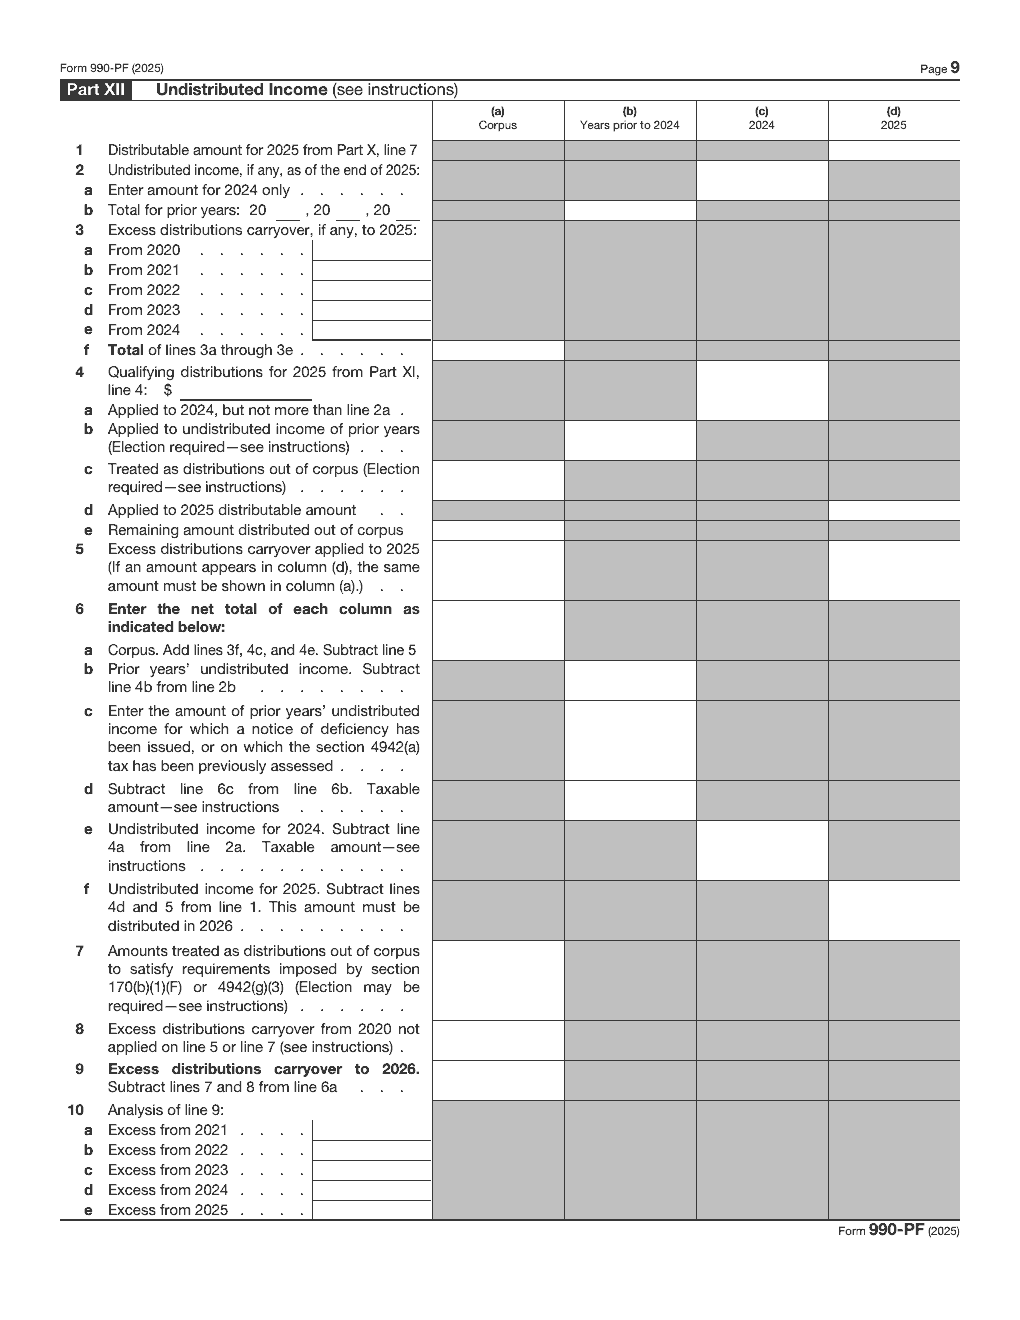 Form 990-PF (2025) Page 9
Part XII Undistributed Income (see instructions)
(a) (b) (c) (d)
Corpus Years prior to 2024 2024 2025
1 Distributable amount for 2025 from Part X, line 7
2 Undistributed income, if any, as of the end of 2025:
a Enter amount for 2024 only . . . . . .
b Total for prior years: 20 ___ , 20 ___ , 20 ___
3 Excess distributions carryover, if any, to 2025:
a From 2020 . . . . . .
b From 2021 . . . . . .
c From 2022 . . . . . .
d From 2023 . . . . . .
e From 2024 . . . . . .
f Total of lines 3a through 3e . . . . . .
4 Qualifying distributions for 2025 from Part XI,
line 4: $ ___
a Applied to 2024, but not more than line 2a .
b Applied to undistributed income of prior years
(Election required—see instructions) . . .
c Treated as distributions out of corpus (Election
required—see instructions) . . . . . .
d Applied to 2025 distributable amount . .
e Remaining amount distributed out of corpus
5 Excess distributions carryover applied to 2025
(If an amount appears in column (d), the same
amount must be shown in column (a).) . .
6 Enter the net total of each column as
indicated below:
a Corpus. Add lines 3f, 4c, and 4e. Subtract line 5
b Prior years' undistributed income. Subtract
line 4b from line 2b . . . . . . . .
c Enter the amount of prior years' undistributed
income for which a notice of deficiency has
been issued, or on which the section 4942(a)
tax has been previously assessed . . . .
d Subtract line 6c from line 6b. Taxable
amount—see instructions . . . . . .
e Undistributed income for 2024. Subtract line
4a from line 2a. Taxable amount—see
instructions . . . . . . . . . . .
f Undistributed income for 2025. Subtract lines
4d and 5 from line 1. This amount must be
distributed in 2026 . . . . . . . . .
7 Amounts treated as distributions out of corpus
to satisfy requirements imposed by section
170(b)(1)(F) or 4942(g)(3) (Election may be
required—see instructions) . . . . . .
8 Excess distributions carryover from 2020 not
applied on line 5 or line 7 (see instructions) .
9 Excess distributions carryover to 2026.
Subtract lines 7 and 8 from line 6a . . .
10 Analysis of line 9:
a Excess from 2021 . . . .
b Excess from 2022 . . . .
c Excess from 2023 . . . .
d Excess from 2024 . . . .
e Excess from 2025 . . . .
Form 990-PF (2025)